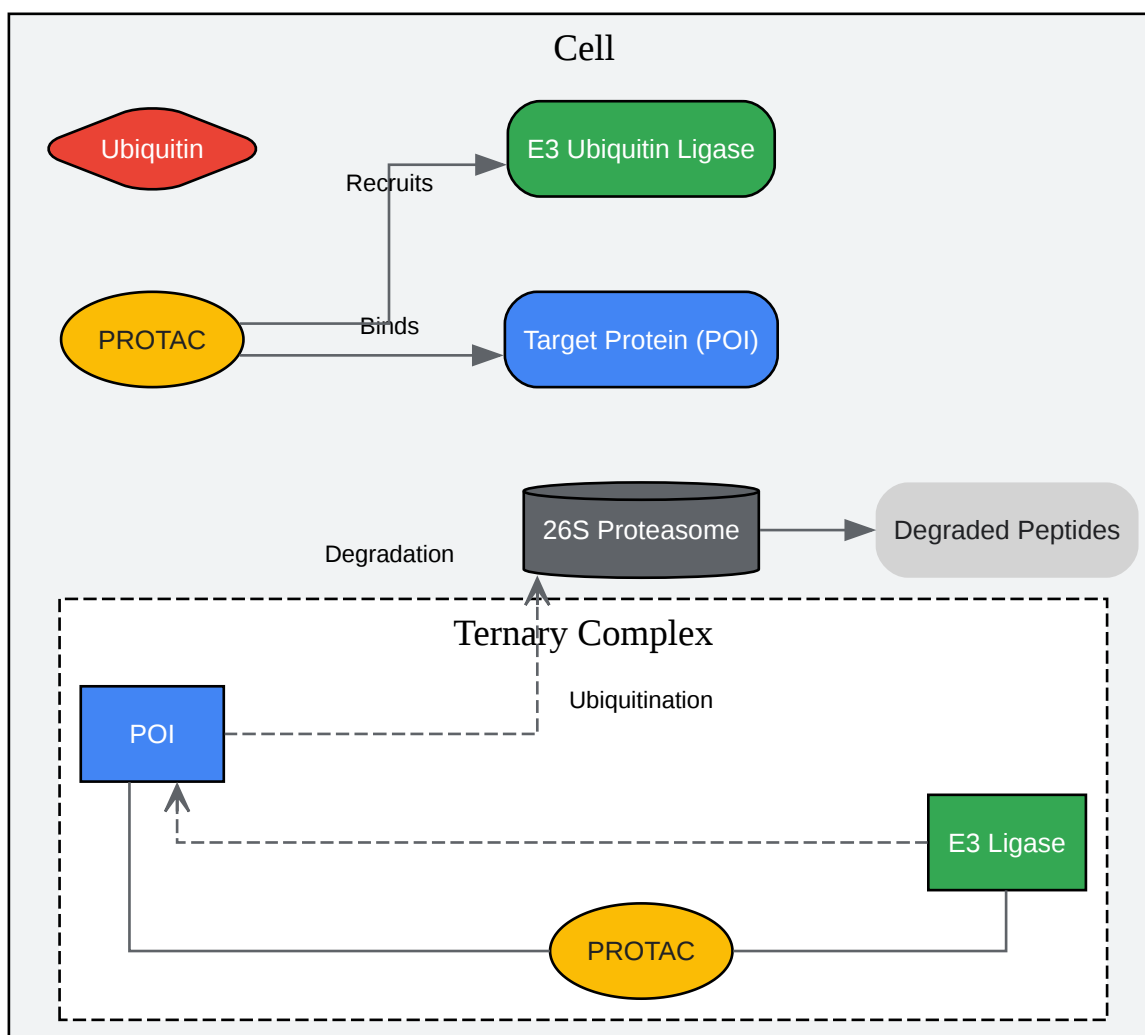 Cell
Ubiquitin
E3 Ubiquitin Ligase
Recruits
PROTAC
Binds
Target Protein (POI)
26S Proteasome
Degraded Peptides
Degradation
Ternary Complex
Ubiquitination
POI
E3 Ligase
PROTAC